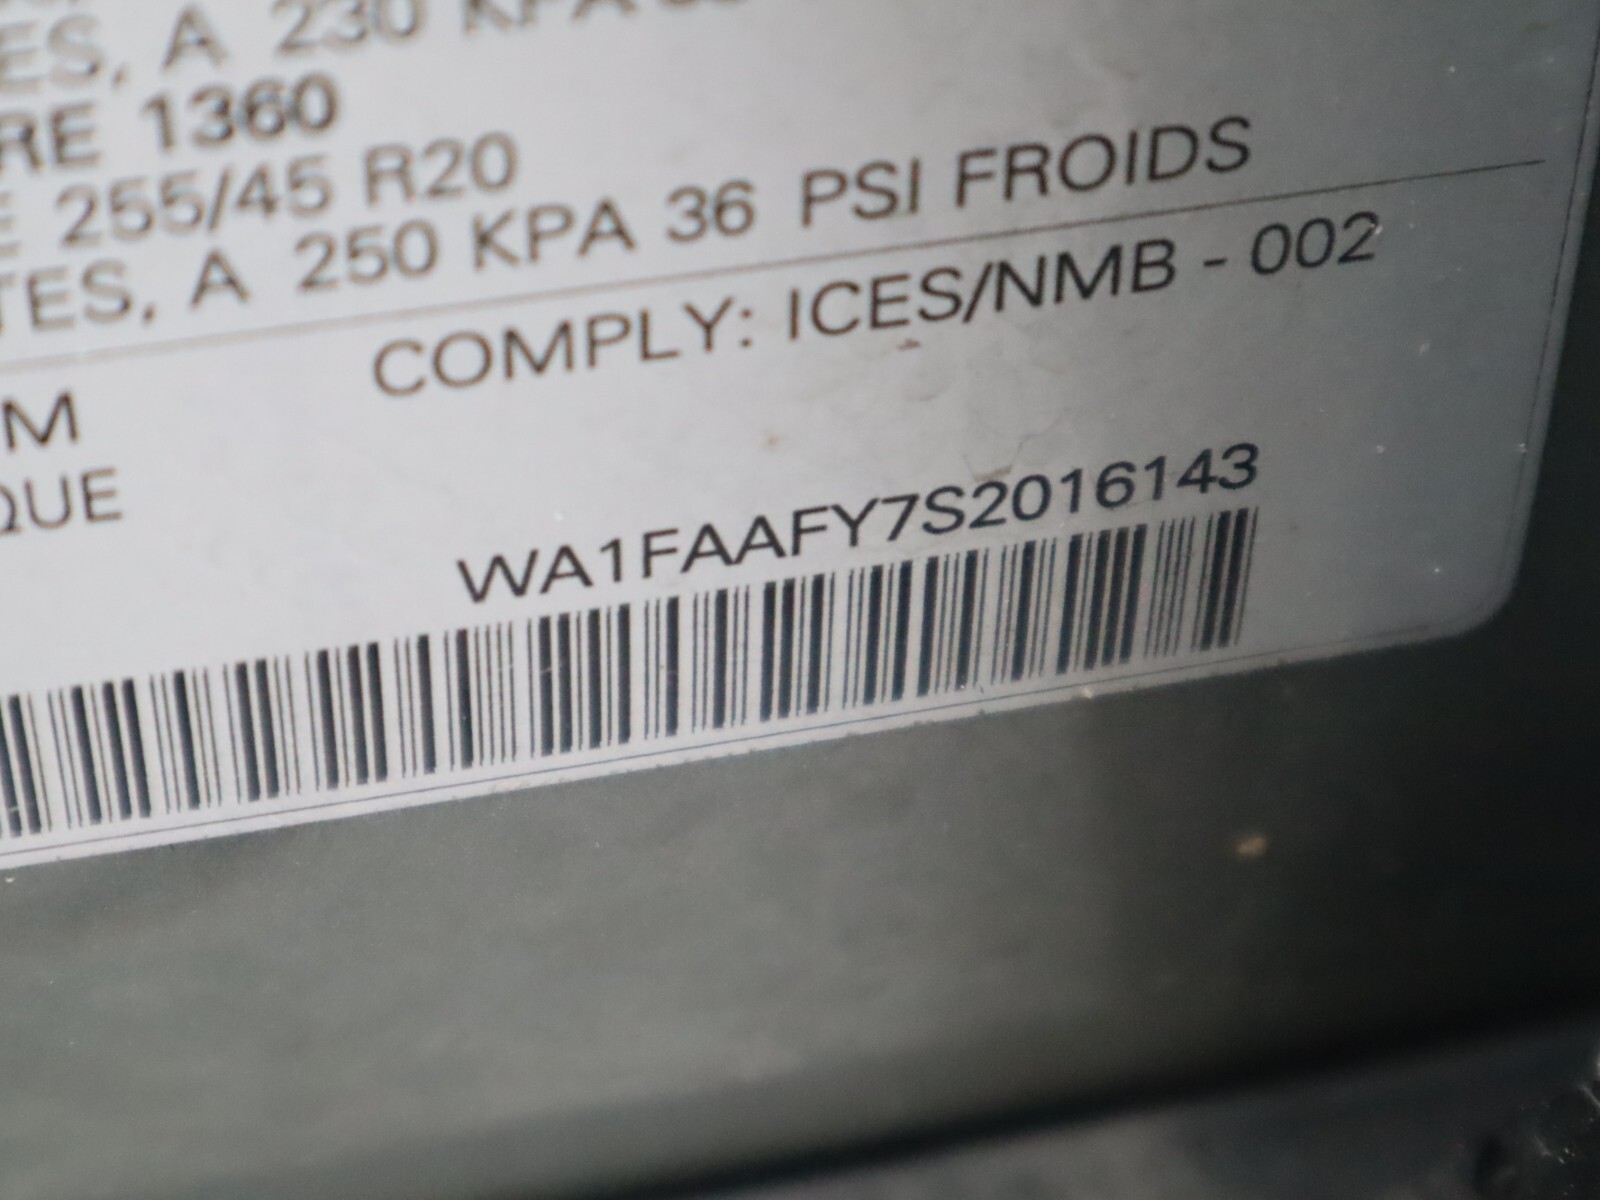 ES, A 230 KPA
RE 1360
255/45 R20
TES, A 250 KPA 36 PSI FROIDS
COMPLY: ICES/NMB - 002
M
QUE
WA1FAAFY7S2016143